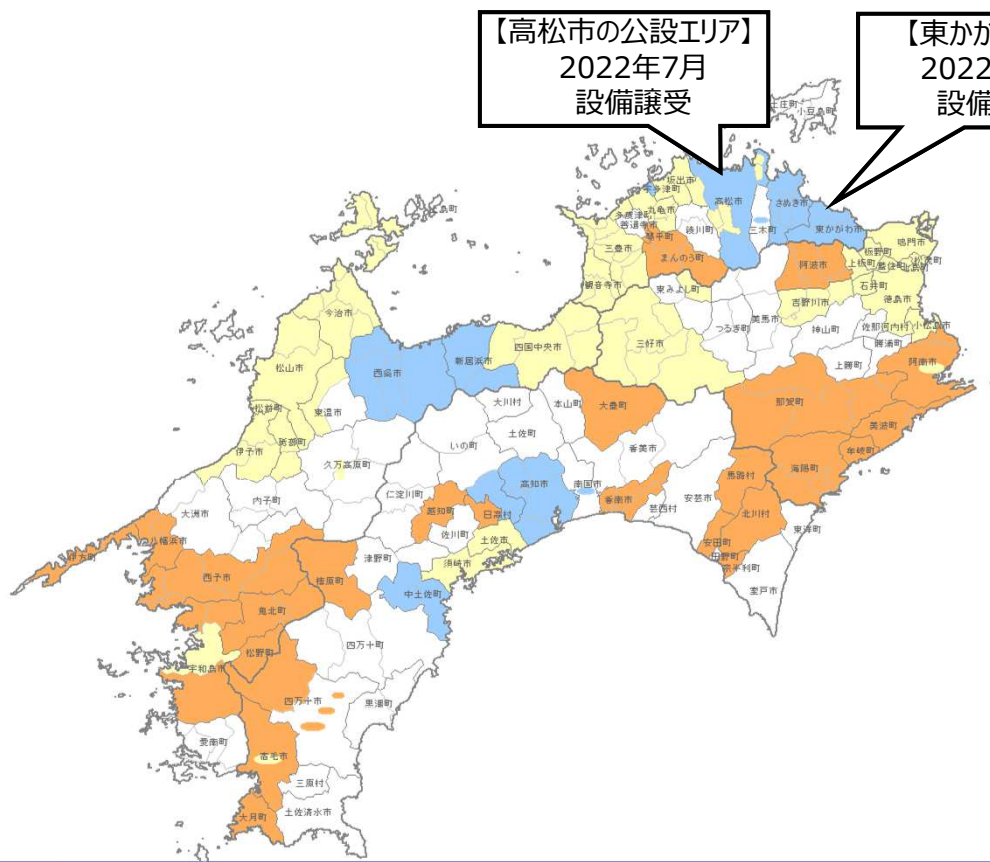 【高松市の公設エリア】
2022年7月
設備譲受
【東かが
2022
設備
土庄町
小豆島町
高松市
さぬき市
東かがわ市
三木町
坂出市
宇多津町
丸亀市
多度津町
善通寺市
琴平町
綾川町
まんのう町
三豊市
観音寺市
鳴門市
板野町
上板町
石井町
徳島市
阿波市
吉野川市
東みよし町
美馬市
つるぎ町
三好市
神山町
佐那河内村
小松島市
勝浦町
上勝町
阿南市
那賀町
美波町
牟岐町
海陽町
今治市
松山市
西条市
新居浜市
四国中央市
松前町
東温市
砥部町
伊予市
久万高原町
内子町
大洲市
八幡浜市
伊方町
西予市
鬼北町
松野町
宇和島市
愛南町
大川村
本山町
大豊町
土佐町
いの町
香美市
高知市
南国市
香南市
芸西村
安芸市
馬路村
北川村
安田町
田野町
奈半利町
東洋町
室戸市
仁淀川町
越知町
日高村
佐川町
土佐市
須崎市
津野町
梼原町
中土佐町
四万十町
四万十市
黒潮町
宿毛市
三原村
大月町
土佐清水市